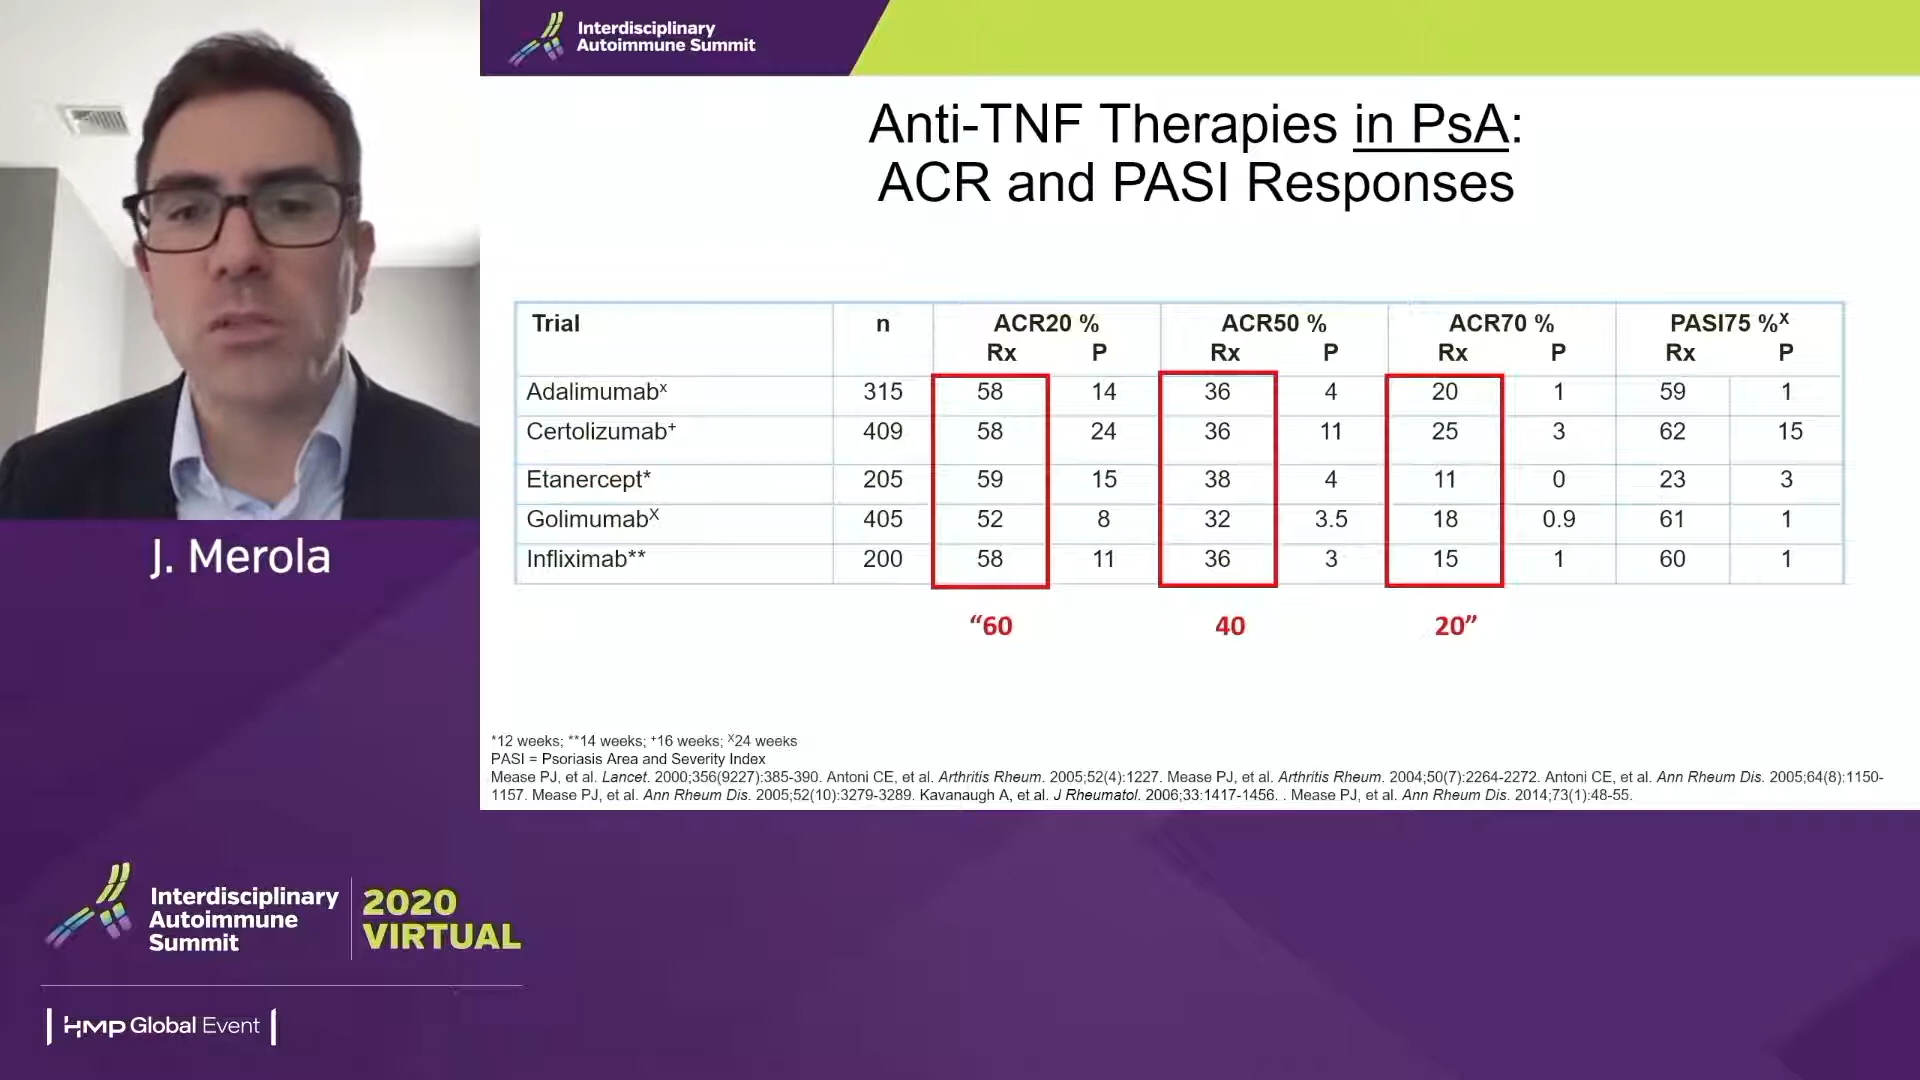 Interdisciplinary
Autoimmune Summit
Anti-TNF Therapies in PsA:
ACR and PASI Responses
Trial n ACR20 % ACR50 % ACR70 % PASI75 %ˣ
Rx P Rx P Rx P Rx P
Adalimumabˣ 315 58 14 36 4 20 1 59 1
Certolizumab⁺ 409 58 24 36 11 25 3 62 15
Etanercept* 205 59 15 38 4 11 0 23 3
Golimumabˣ 405 52 8 32 3.5 18 0.9 61 1
Infliximab** 200 58 11 36 3 15 1 60 1
“60 40 20”
*12 weeks; **14 weeks; ⁺16 weeks; ˣ24 weeks
PASI = Psoriasis Area and Severity Index
Mease PJ, et al. Lancet. 2000;356(9227):385-390. Antoni CE, et al. Arthritis Rheum. 2005;52(4):1227. Mease PJ, et al. Arthritis Rheum. 2004;50(7):2264-2272. Antoni CE, et al. Ann Rheum Dis. 2005;64(8):1150-
1157. Mease PJ, et al. Ann Rheum Dis. 2005;52(10):3279-3289. Kavanaugh A, et al. J Rheumatol. 2006;33:1417-1456. . Mease PJ, et al. Ann Rheum Dis. 2014;73(1):48-55.
J. Merola
Interdisciplinary
Autoimmune
Summit
2020
VIRTUAL
HMP Global Event